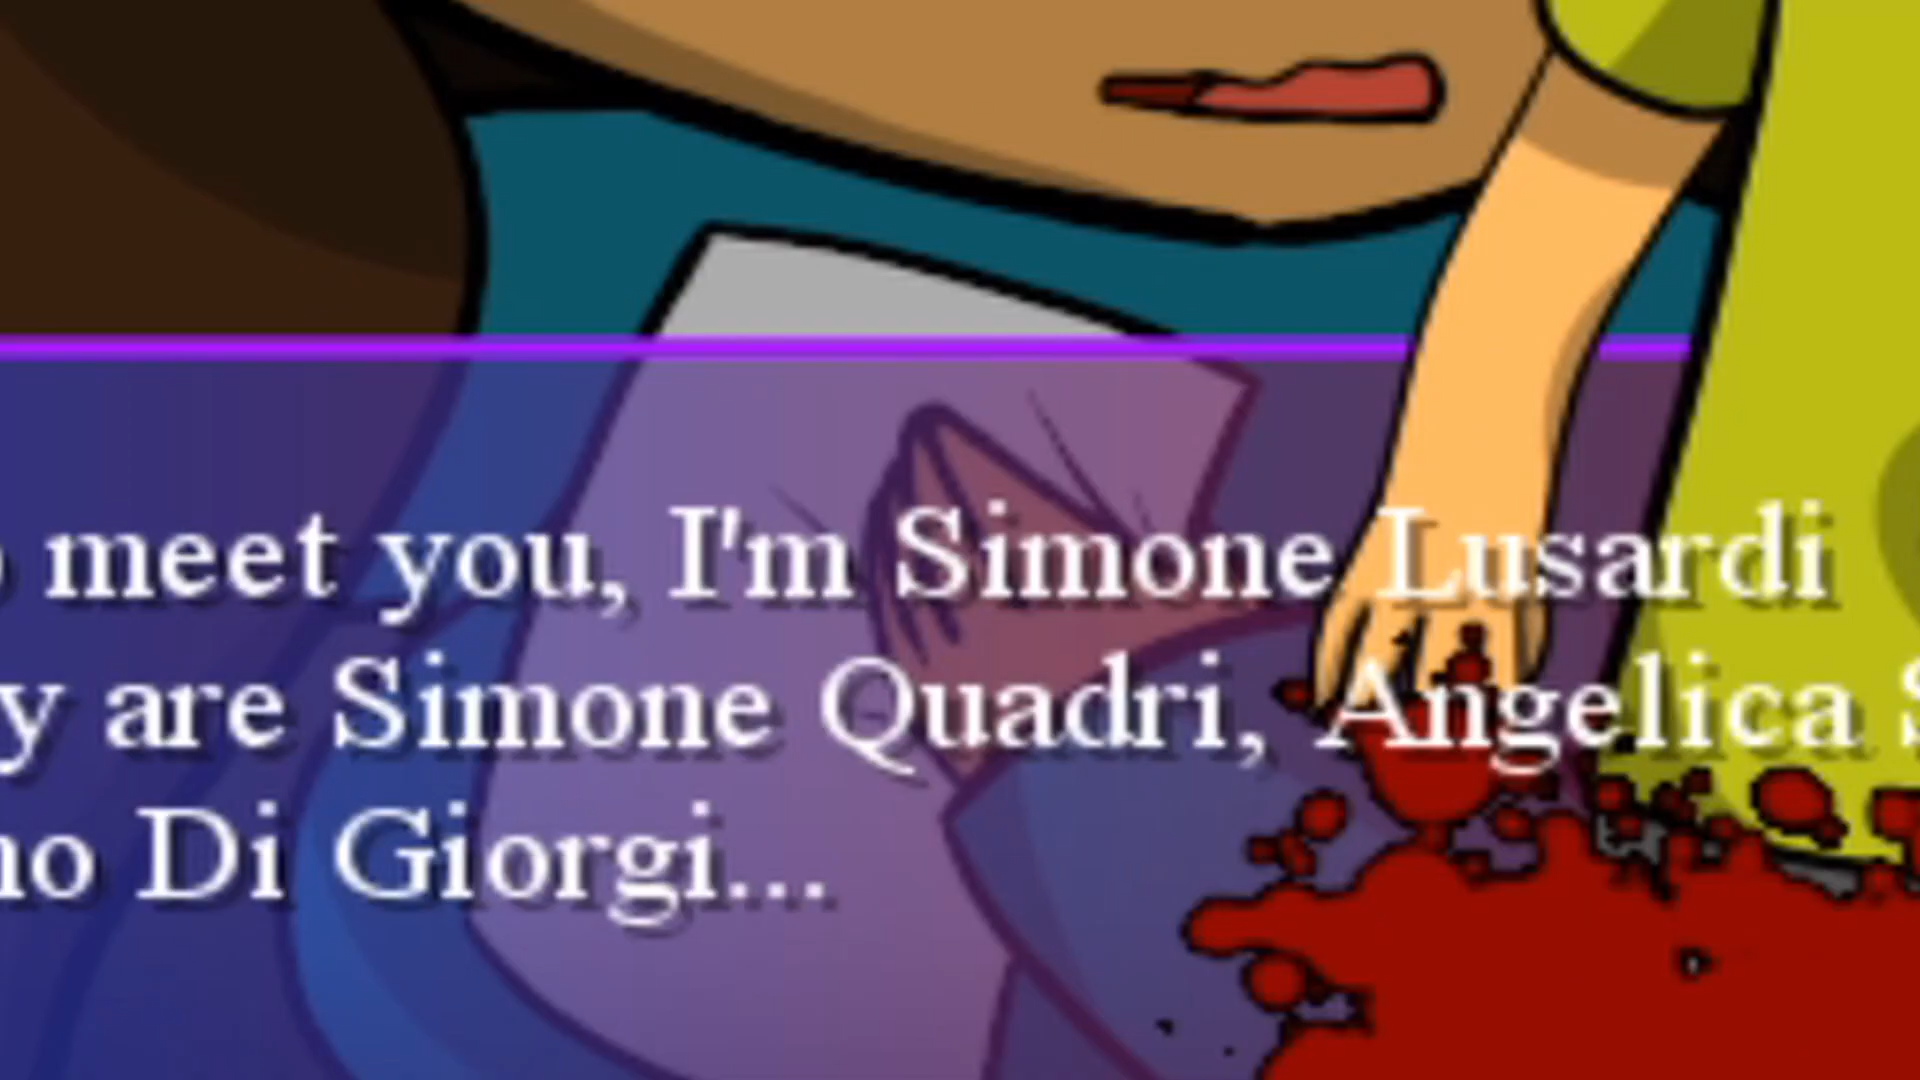 meet you, I'm Simone Lusardi
are Simone Quadri, Angelica
Di Giorgi...